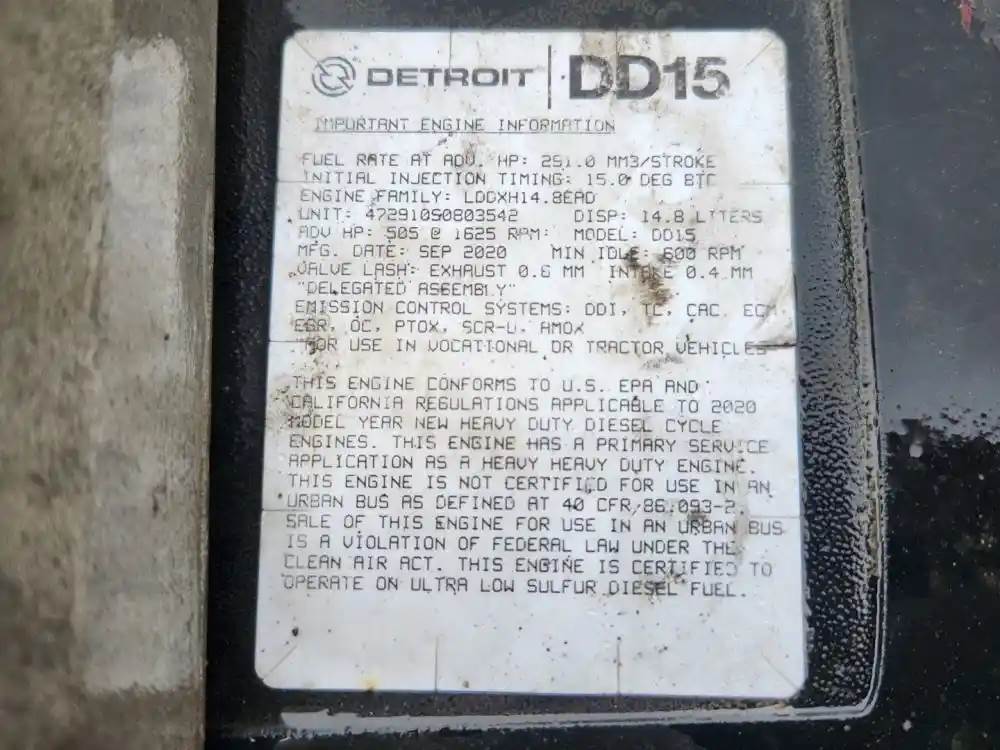 DETROIT DD15
IMPORTANT ENGINE INFORMATION
FUEL RATE AT ADV. HP: 251.0 MM3/STROKE
INITIAL INJECTION TIMING: 15.0 DEG BTC
ENGINE FAMILY: LDDXH14.8EAD
UNIT: 472910S0803542 DISP: 14.8 LITERS
ADV HP: 505 @ 1625 RPM: MODEL: DD15
MFG. DATE: SEP 2020 MIN IDLE: 600 RPM
VALVE LASH: EXHAUST 0.6 MM INTAKE 0.4 MM
"DELEGATED ASSEMBLY"
EMISSION CONTROL SYSTEMS: DDI, TC, CAC, ECM,
EGR, OC, PTOX, SCR-U, AMOX
FOR USE IN VOCATIONAL OR TRACTOR VEHICLES
THIS ENGINE CONFORMS TO U.S. EPA AND
CALIFORNIA REGULATIONS APPLICABLE TO 2020
MODEL YEAR NEW HEAVY DUTY DIESEL CYCLE
ENGINES. THIS ENGINE HAS A PRIMARY SERVICE
APPLICATION AS A HEAVY HEAVY DUTY ENGINE.
THIS ENGINE IS NOT CERTIFIED FOR USE IN AN
URBAN BUS AS DEFINED AT 40 CFR 86.093-2.
SALE OF THIS ENGINE FOR USE IN AN URBAN BUS
IS A VIOLATION OF FEDERAL LAW UNDER THE
CLEAN AIR ACT. THIS ENGINE IS CERTIFIED TO
OPERATE ON ULTRA LOW SULFUR DIESEL FUEL.